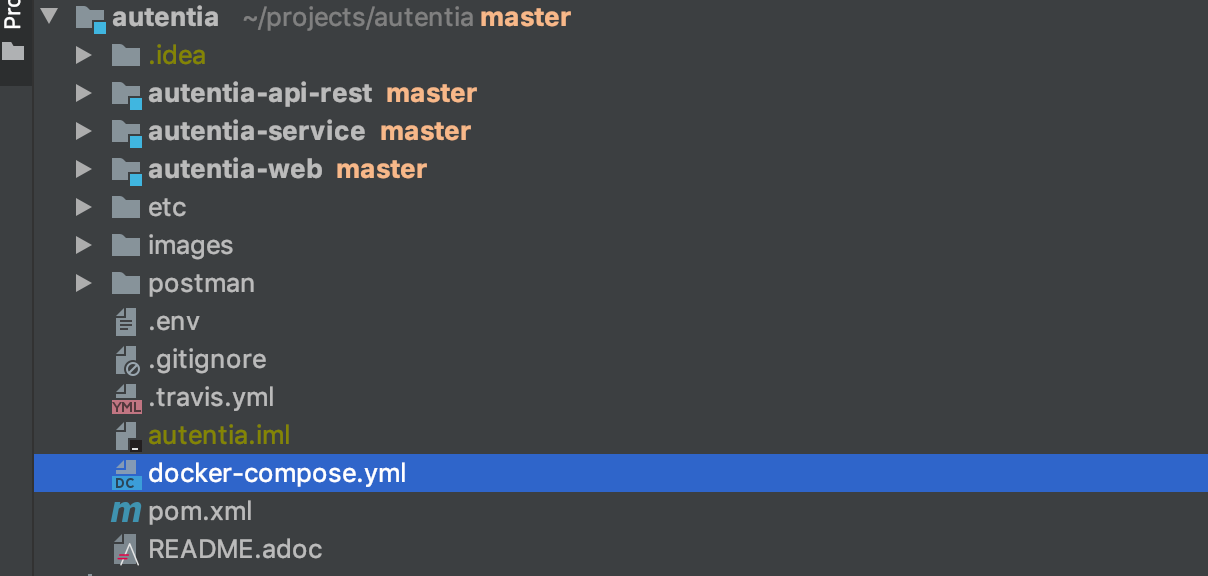 Pro
autentia ~/projects/autentia master
.idea
autentia-api-rest master
autentia-service master
autentia-web master
etc
images
postman
.env
.gitignore
YML .travis.yml
autentia.iml
DC docker-compose.yml
m pom.xml
README.adoc